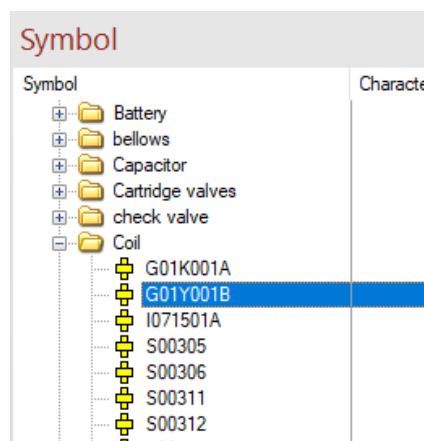 Symbol
Symbol Characte
Battery
bellows
Capacitor
Cartridge valves
check valve
Coil
G01K001A
G01Y001B
I071501A
S00305
S00306
S00311
S00312